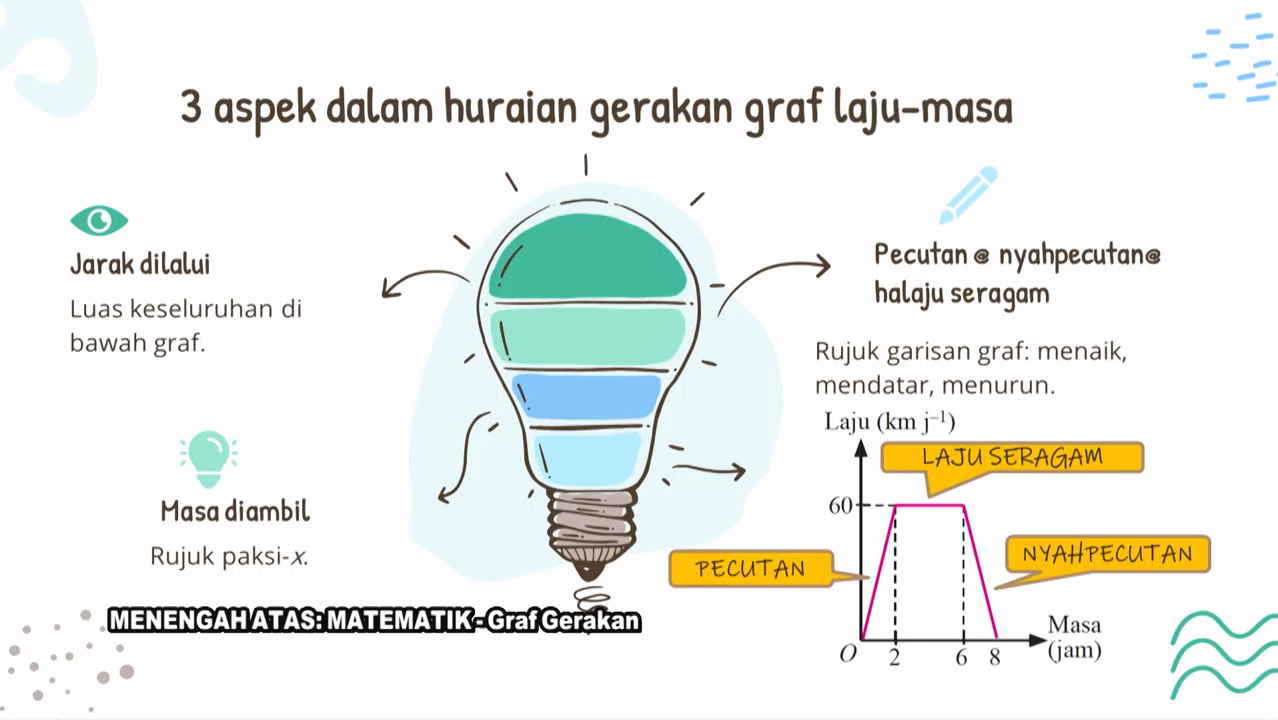 3 aspek dalam huraian gerakan graf laju-masa
Jarak dilalui
Luas keseluruhan di
bawah graf.
Masa diambil
Rujuk paksi-x.
Pecutan @ nyahpecutan@
halaju seragam
Rujuk garisan graf: menaik,
mendatar, menurun.
Laju (km j⁻¹)
LAJU SERAGAM
60
PECUTAN
NYAHPECUTAN
Masa
(jam)
O 2 6 8
MENENGAH ATAS: MATEMATIK - Graf Gerakan